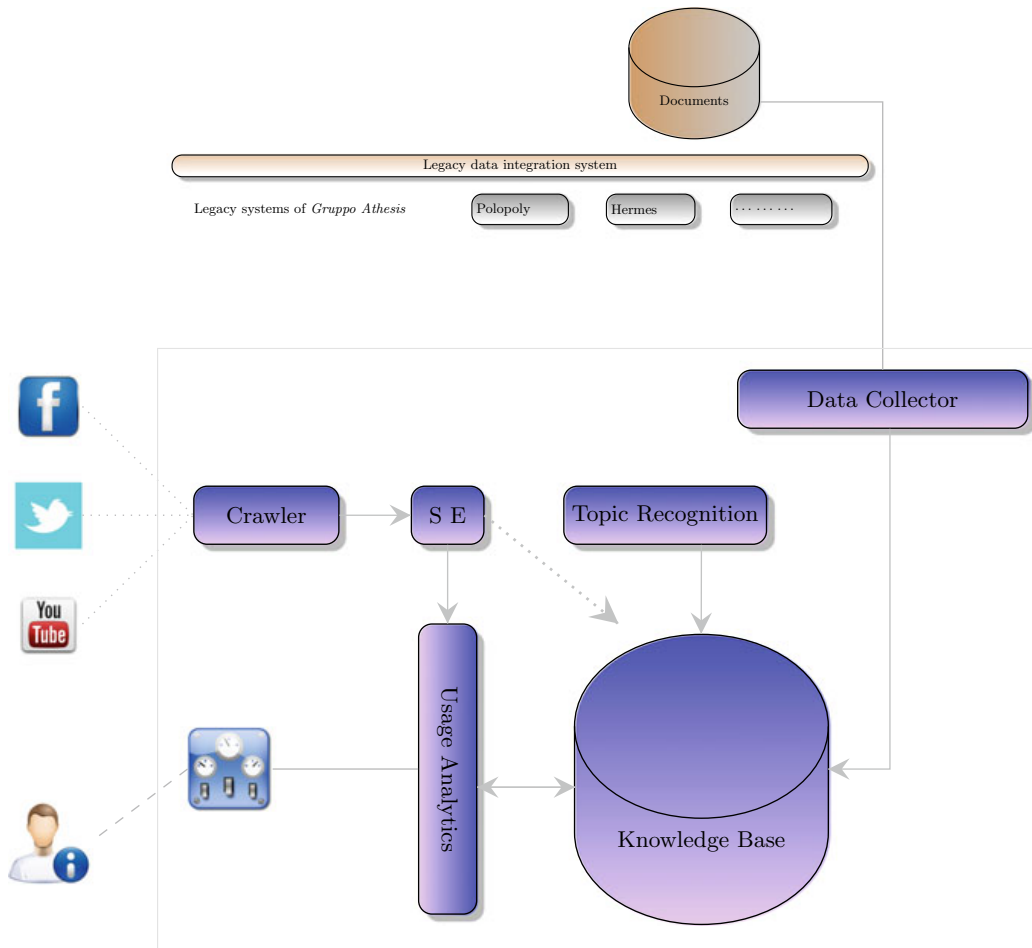 Documents
Legacy data integration system
Legacy systems of Gruppo Athesis
Polopoly
Hermes
.........
Data Collector
f
Crawler
S E
Topic Recognition
You
Tube
Usage Analytics
Knowledge Base
i